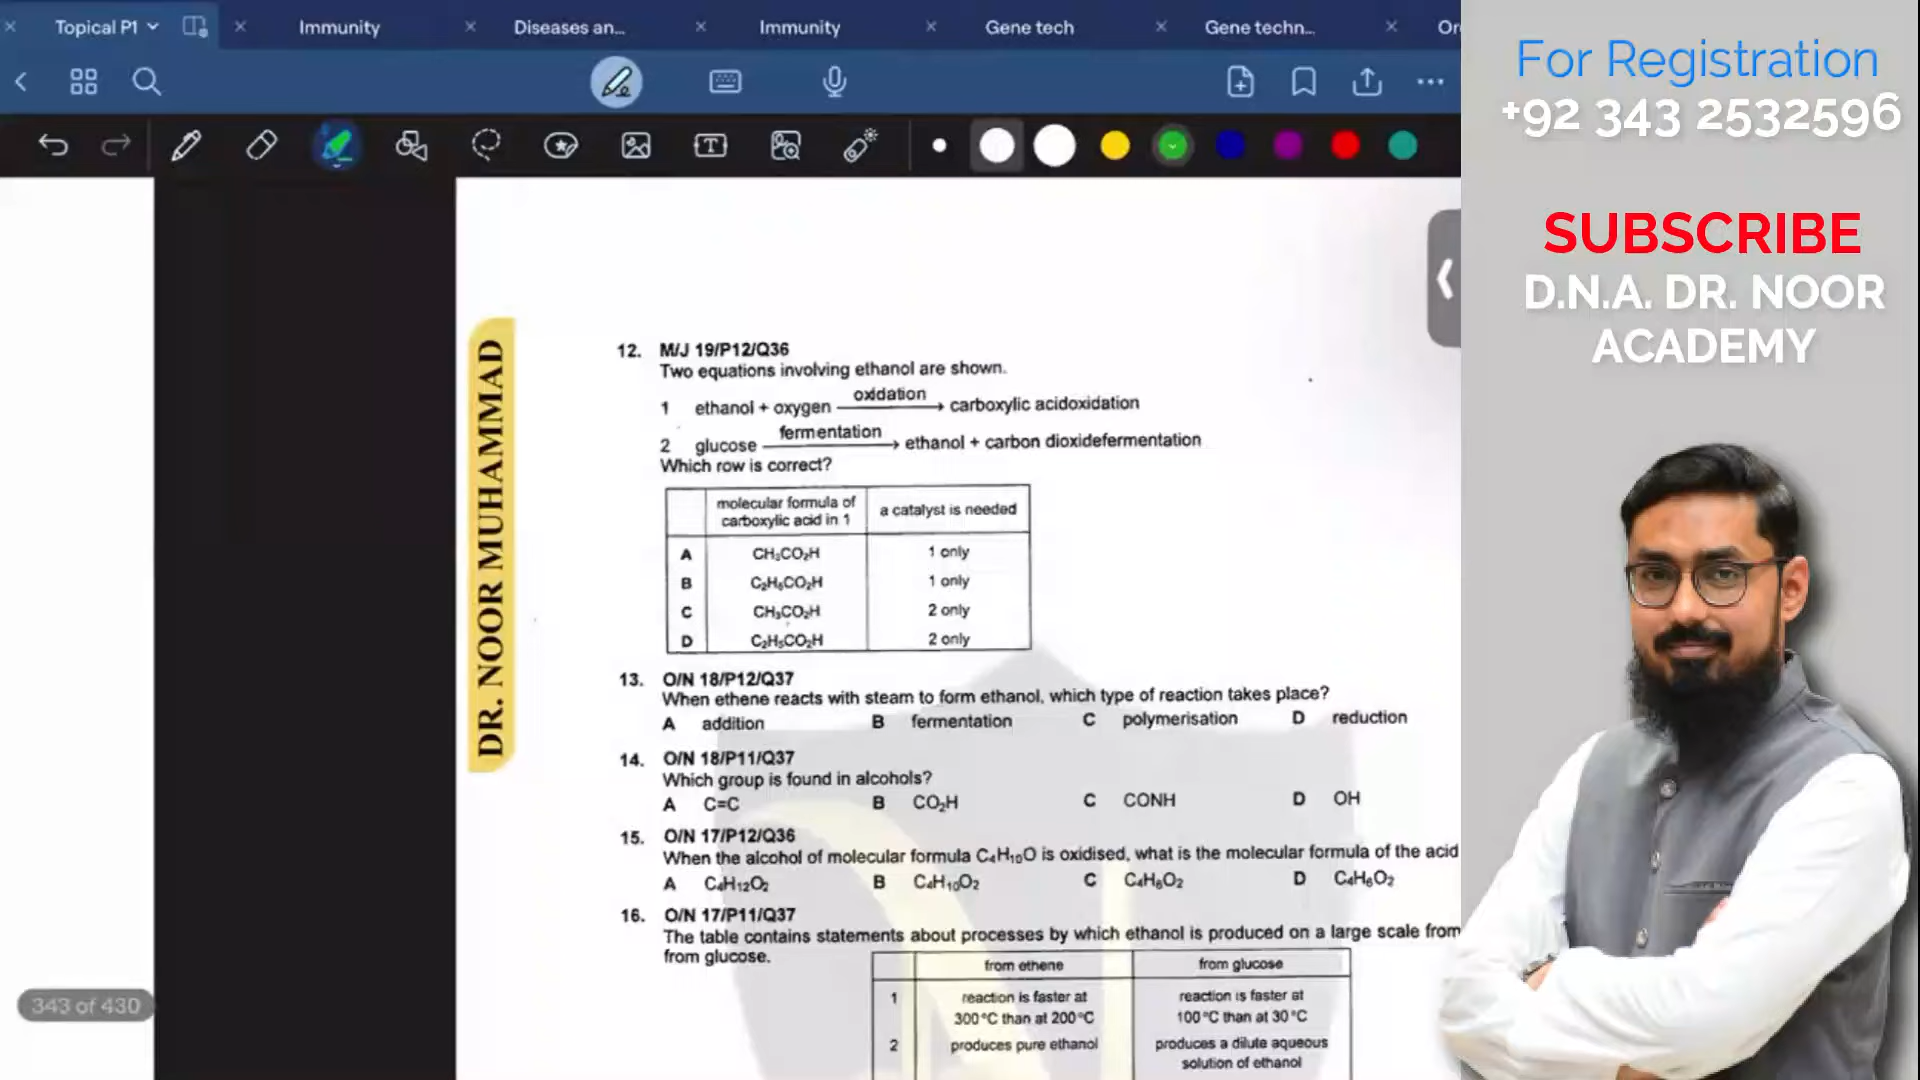 Topical P1
Immunity
Diseases an...
Immunity
Gene tech
Gene techn...
For Registration
+92 343 2532596
SUBSCRIBE
D.N.A. DR. NOOR
ACADEMY
DR. NOOR MUHAMMAD
12. M/J 19/P12/Q36
Two equations involving ethanol are shown.
1 ethanol + oxygen oxidation → carboxylic acidoxidation
2 glucose fermentation → ethanol + carbon dioxidefermentation
Which row is correct?
molecular formula of carboxylic acid in 1 a catalyst is needed
A CH₃CO₂H 1 only
B C₂H₅CO₂H 1 only
C CH₃CO₂H 2 only
D C₂H₅CO₂H 2 only
13. O/N 18/P12/Q37
When ethene reacts with steam to form ethanol, which type of reaction takes place?
A addition B fermentation C polymerisation D reduction
14. O/N 18/P11/Q37
Which group is found in alcohols?
A C=C B CO₂H C CONH D OH
15. O/N 17/P12/Q36
When the alcohol of molecular formula C₄H₁₀O is oxidised, what is the molecular formula of the acid
A C₄H₁₂O₂ B C₄H₁₀O₂ C C₄H₈O₂ D C₄H₆O₂
16. O/N 17/P11/Q37
The table contains statements about processes by which ethanol is produced on a large scale from
from glucose.
from ethene from glucose
1 reaction is faster at 300 °C than at 200 °C reaction is faster at 100 °C than at 30 °C
2 produces pure ethanol produces a dilute aqueous solution of ethanol
343 of 430